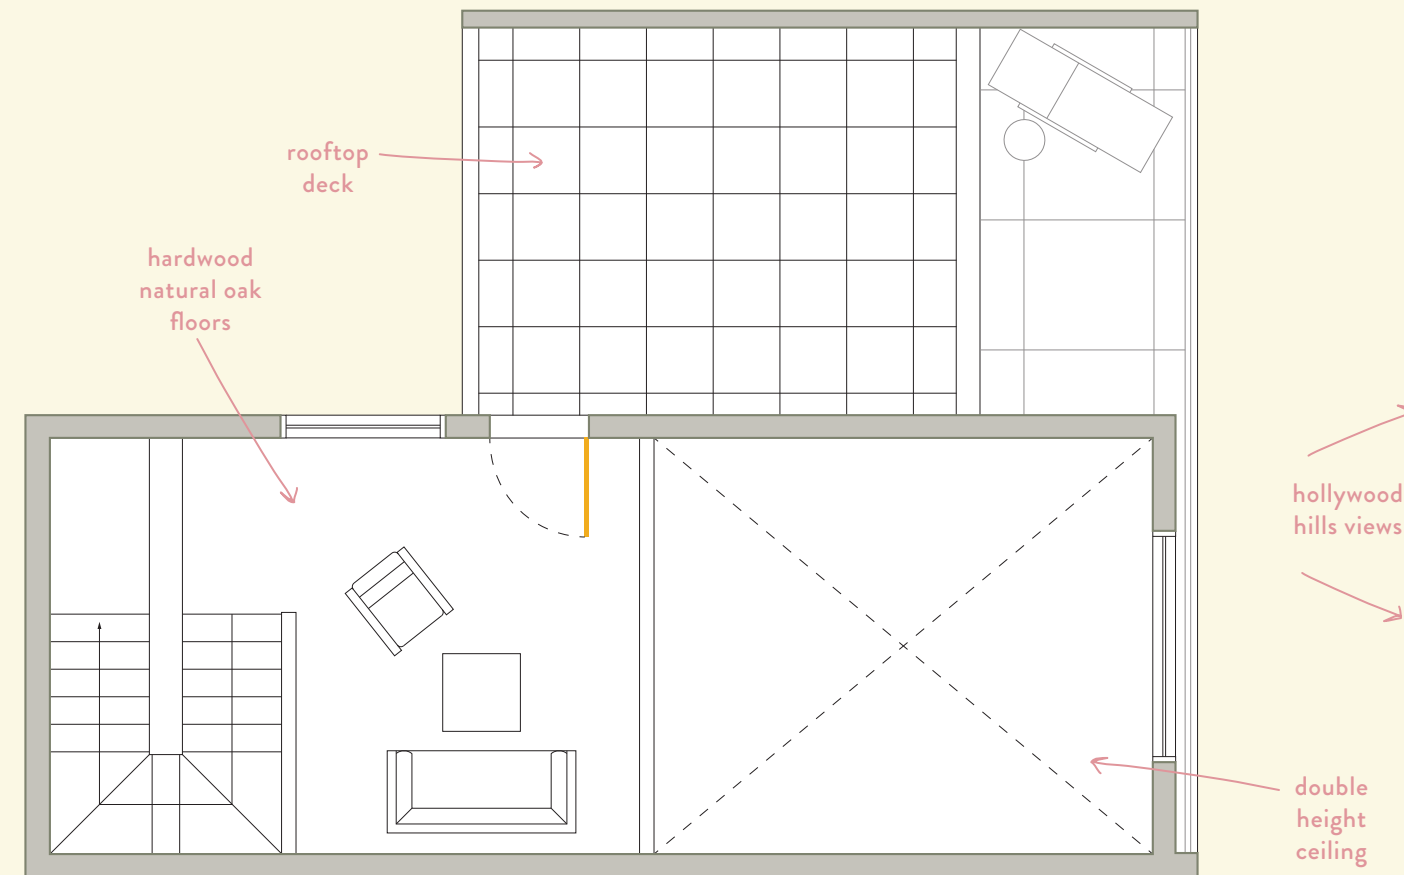 rooftop
deck
hardwood
natural oak
floors
hollywood
hills views
double
height
ceiling